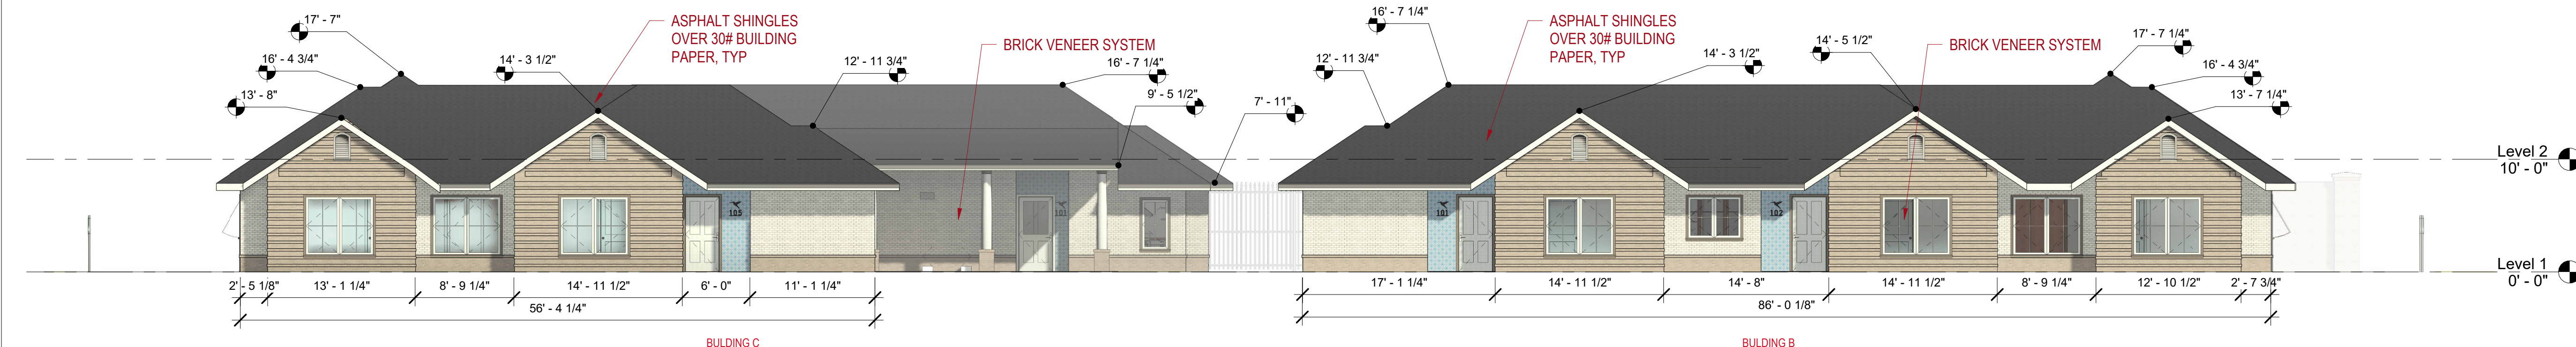 17' - 7"
16' - 4 3/4"
13' - 8"
14' - 3 1/2"
ASPHALT SHINGLES
OVER 30# BUILDING
PAPER, TYP
12' - 11 3/4"
BRICK VENEER SYSTEM
16' - 7 1/4"
9' - 5 1/2"
7' - 11"
16' - 7 1/4"
12' - 11 3/4"
ASPHALT SHINGLES
OVER 30# BUILDING
PAPER, TYP
14' - 3 1/2"
14' - 5 1/2"
BRICK VENEER SYSTEM
17' - 7 1/4"
16' - 4 3/4"
13' - 7 1/4"
Level 2
10' - 0"
Level 1
0' - 0"
105
101
101
102
2' - 5 1/8"
13' - 1 1/4"
8' - 9 1/4"
14' - 11 1/2"
6' - 0"
11' - 1 1/4"
56' - 4 1/4"
17' - 1 1/4"
14' - 11 1/2"
14' - 8"
14' - 11 1/2"
8' - 9 1/4"
12' - 10 1/2"
2' - 7 3/4"
86' - 0 1/8"
BULDING C
BULDING B